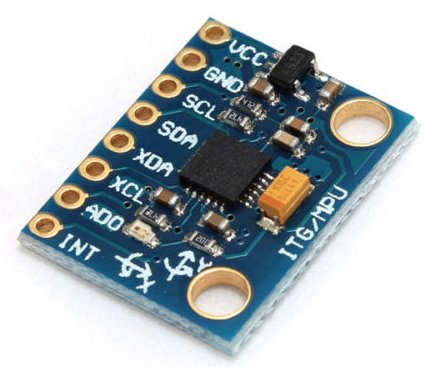 VCC
GND
SCL
SDA
XDA
XCL
ADO
INT
X
Y
ITG/MPU